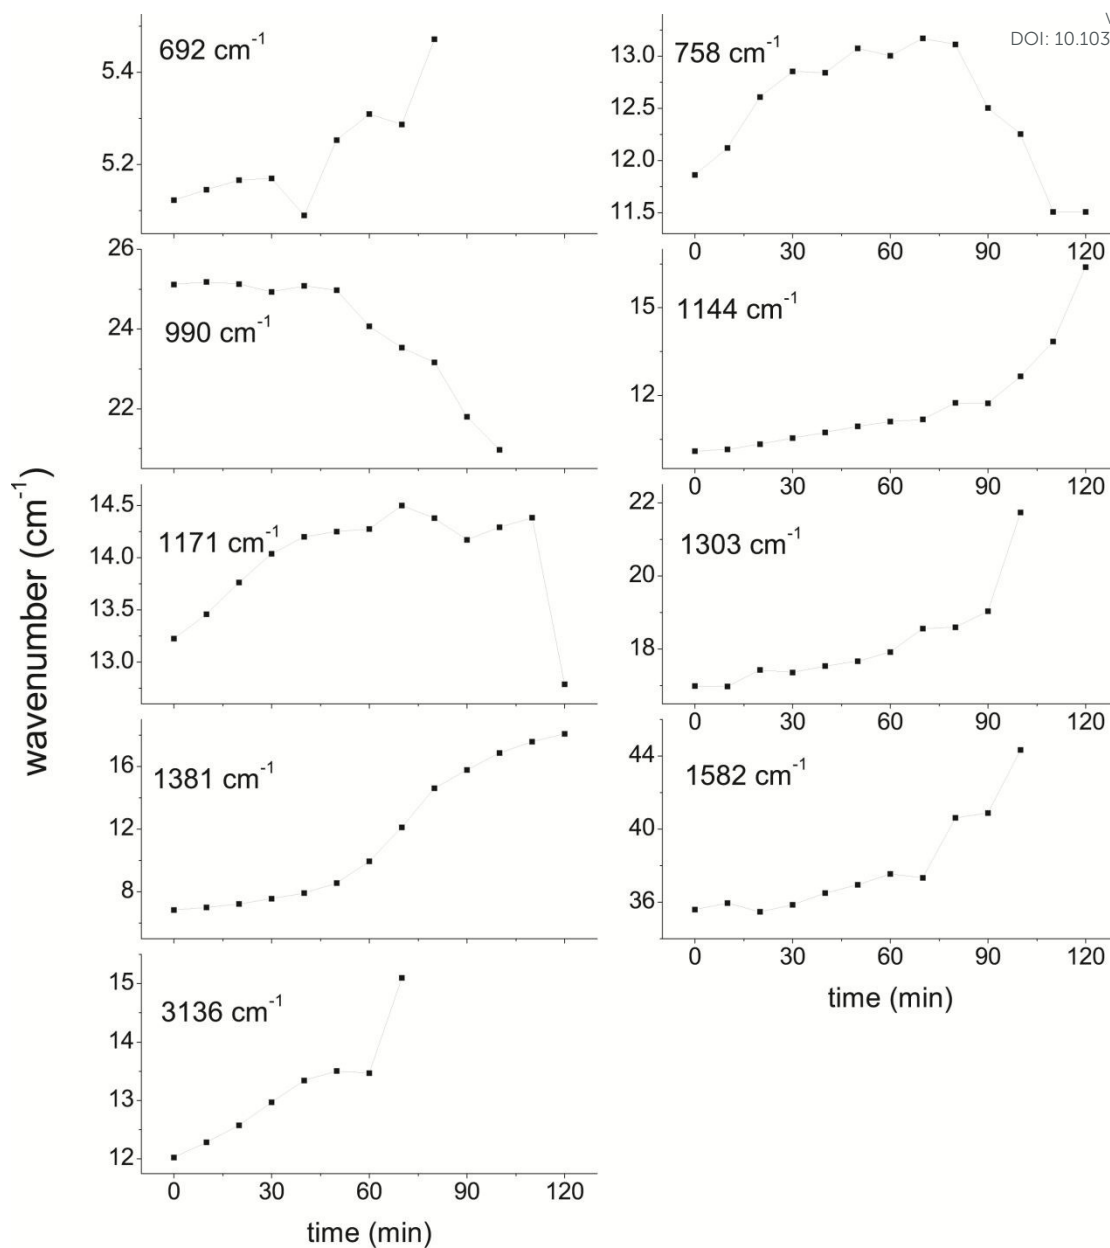 DOI: 10.103
wavenumber (cm⁻¹)
692 cm⁻¹
5.4
5.2
758 cm⁻¹
13.0
12.5
12.0
11.5
0 30 60 90 120
990 cm⁻¹
26
24
22
1144 cm⁻¹
15
12
0 30 60 90 120
1171 cm⁻¹
14.5
14.0
13.5
13.0
1303 cm⁻¹
22
20
18
0 30 60 90 120
1381 cm⁻¹
16
12
8
1582 cm⁻¹
44
40
36
0 30 60 90 120
time (min)
3136 cm⁻¹
15
14
13
12
0 30 60 90 120
time (min)